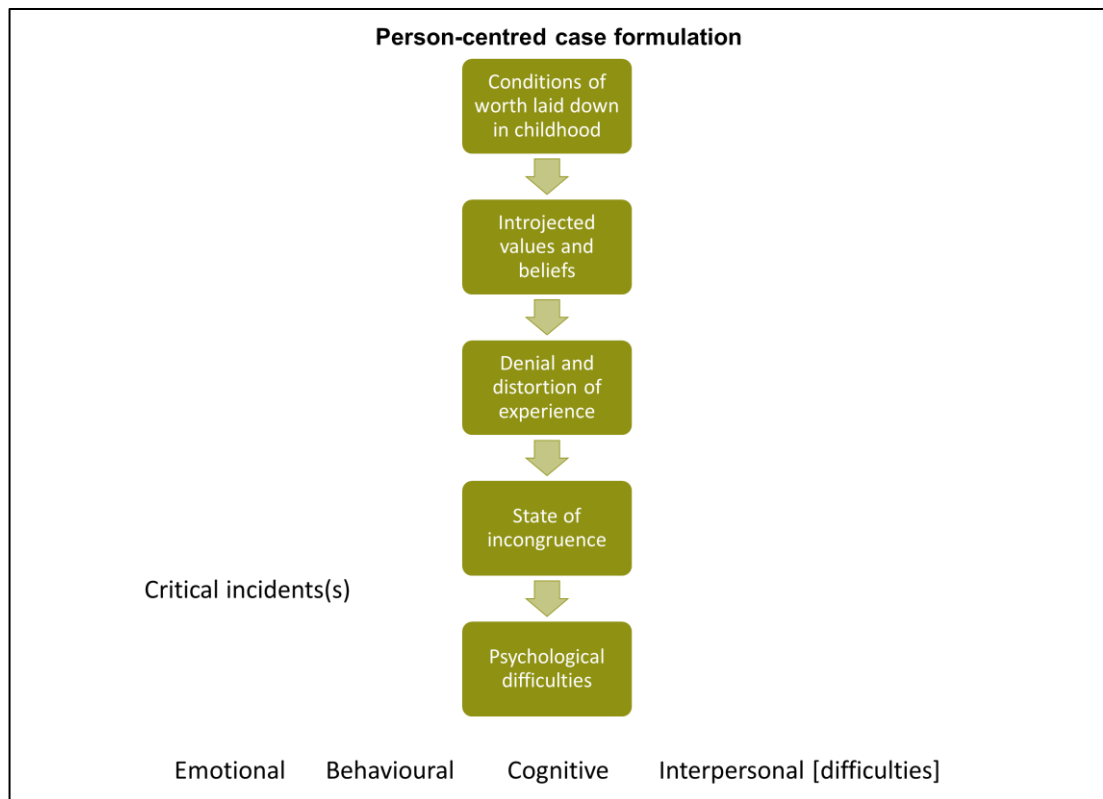 Person-centred case formulation
Conditions of
worth laid down
in childhood
Introjected
values and
beliefs
Denial and
distortion of
experience
State of
incongruence
Critical incidents(s)
Psychological
difficulties
Emotional Behavioural Cognitive Interpersonal [difficulties]